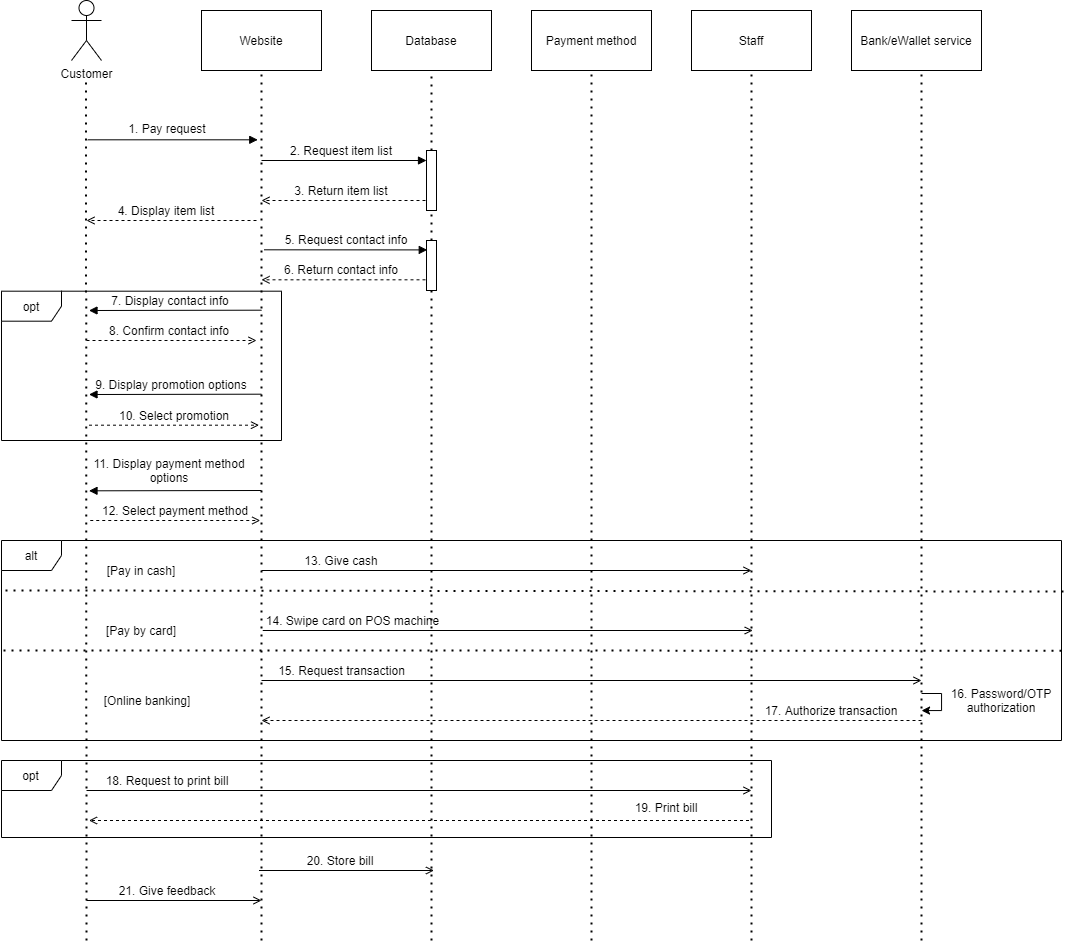 Customer
Website
Database
Payment method
Staff
Bank/eWallet service
1. Pay request
2. Request item list
3. Return item list
4. Display item list
5. Request contact info
6. Return contact info
opt
7. Display contact info
8. Confirm contact info
9. Display promotion options
10. Select promotion
11. Display payment method
options
12. Select payment method
alt
13. Give cash
[Pay in cash]
14. Swipe card on POS machine
[Pay by card]
15. Request transaction
[Online banking]
16. Password/OTP
authorization
17. Authorize transaction
opt
18. Request to print bill
19. Print bill
20. Store bill
21. Give feedback